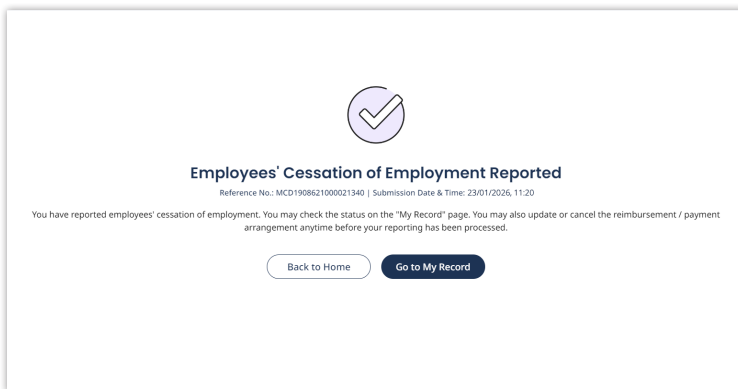 Employees' Cessation of Employment Reported
Reference No.: MCD1908621000021340 | Submission Date & Time: 23/01/2026, 11:20
You have reported employees' cessation of employment. You may check the status on the "My Record" page. You may also update or cancel the reimbursement / payment
arrangement anytime before your reporting has been processed.
Back to Home
Go to My Record